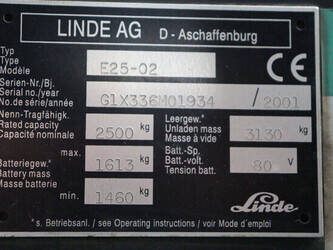 LINDE AG D - Aschaffenburg
Typ
Type
Modèle
E25-02
CE
Serien-Nr./Bj.
Serial no./year
No.de série/année
G1X336M01934 / 2001
Nenn-Tragfähigk.
Rated capacity
Capacité nominale
2500 kg
Leergew.*
Unladen mass
Masse à vide
3130 kg
max.
1613 kg
Batteriegew.*
Battery mass
Masse batterie
min.
1460 kg
Batt.-Sp.
Batt.-volt.
Tension batt.
80 V
Linde
*s. Betriebsanl. / see Operating instructions / voir Mode d'emploi